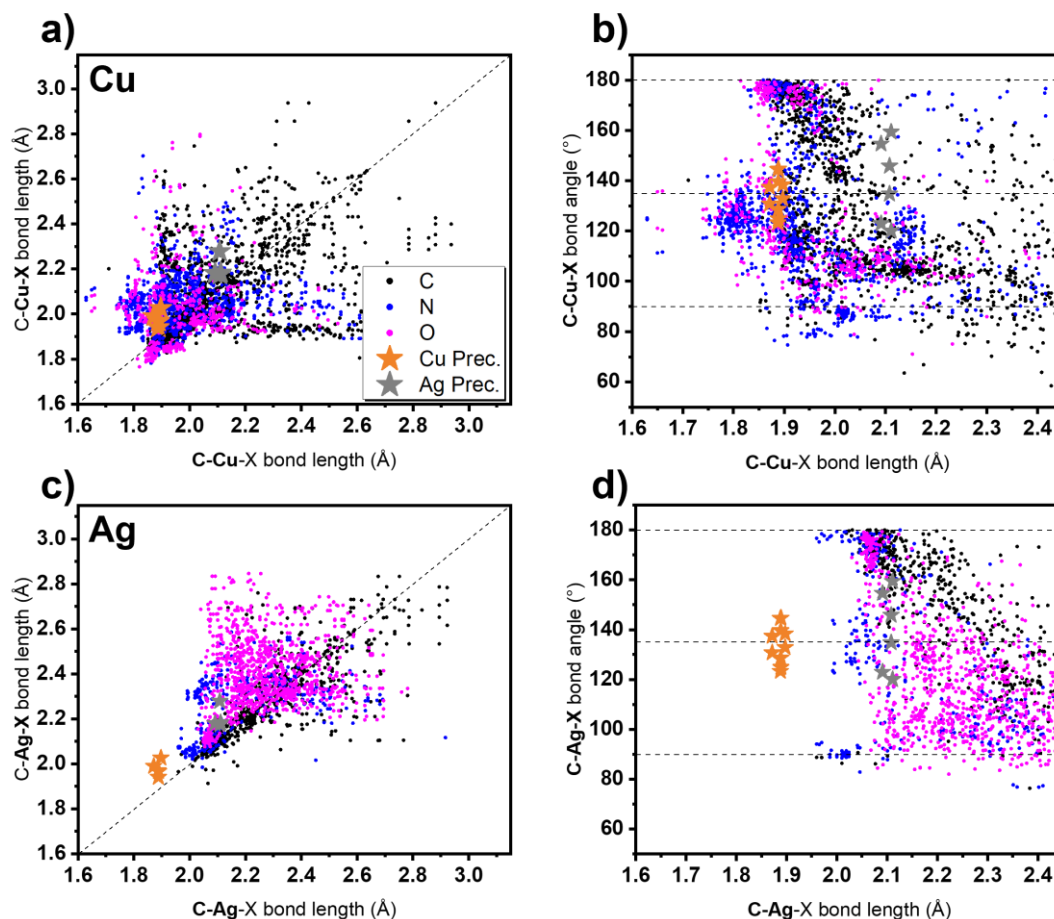 a)
Cu
C-Cu-X bond length (Å)
3.1
2.8
2.6
2.4
2.2
2.0
1.8
1.6
C
N
O
Cu Prec.
Ag Prec.
1.6 1.8 2.0 2.2 2.4 2.6 2.8 3.0
C-Cu-X bond length (Å)
b)
C-Cu-X bond angle (°)
180
160
140
120
100
80
60
1.6 1.7 1.8 1.9 2.0 2.1 2.2 2.3 2.4
C-Cu-X bond length (Å)
c)
Ag
C-Ag-X bond length (Å)
3.1
2.8
2.6
2.4
2.2
2.0
1.8
1.6
1.6 1.8 2.0 2.2 2.4 2.6 2.8 3.0
C-Ag-X bond length (Å)
d)
C-Ag-X bond angle (°)
180
160
140
120
100
80
60
1.6 1.7 1.8 1.9 2.0 2.1 2.2 2.3 2.4
C-Ag-X bond length (Å)